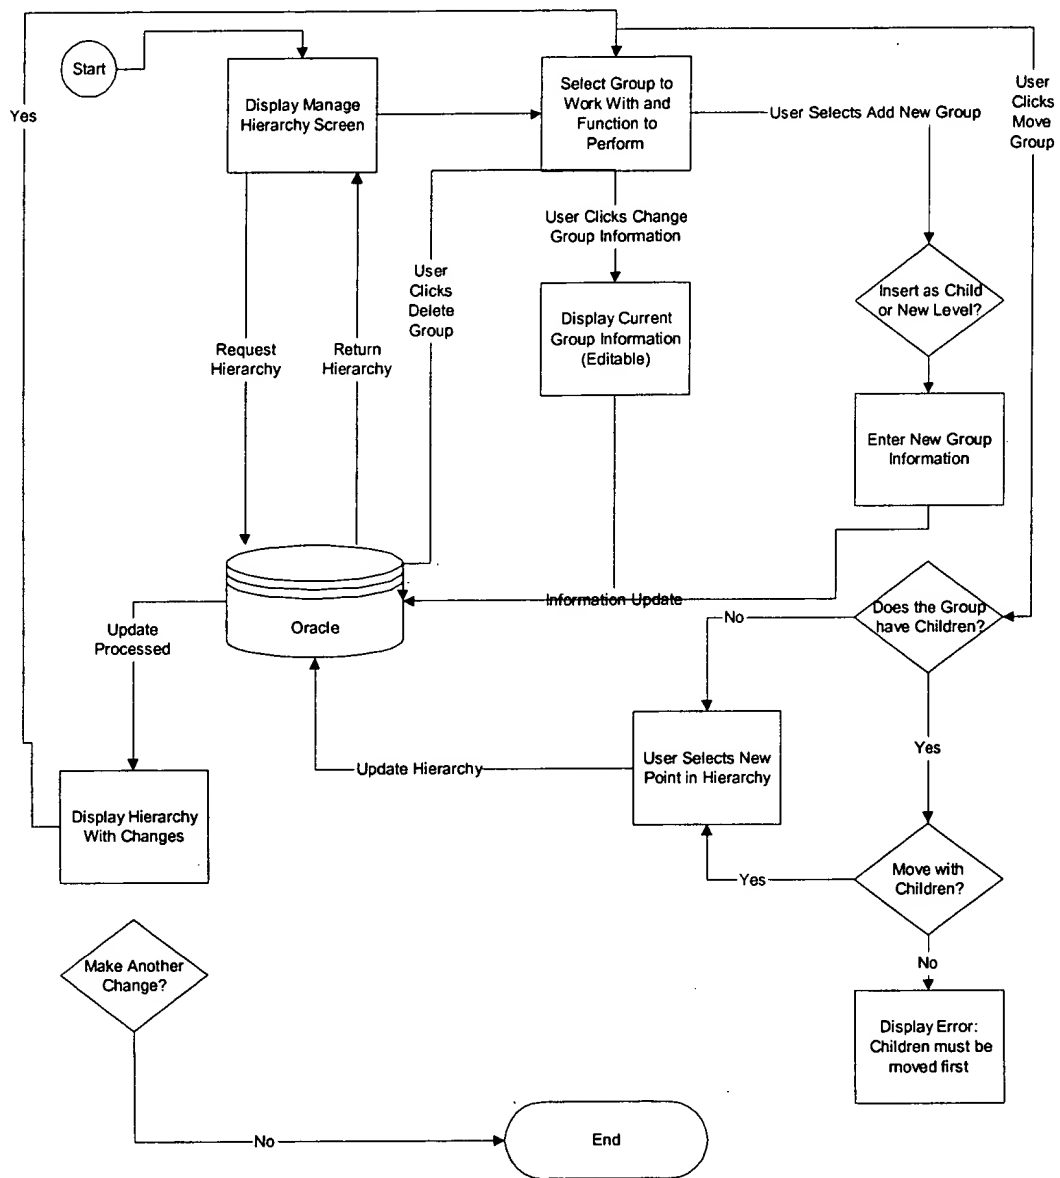 Start
Yes
Display Manage
Hierarchy Screen
Select Group to
Work With and
Function to
Perform
User Selects Add New Group
User
Clicks
Move
Group
User Clicks Change
Group Information
User
Clicks
Delete
Group
Insert as Child
or New Level?
Display Current
Group Information
(Editable)
Request
Hierarchy
Return
Hierarchy
Enter New Group
Information
Information Update
Oracle
Does the Group
have Children?
No
Update
Processed
Yes
User Selects New
Point in Hierarchy
Update Hierarchy
Display Hierarchy
With Changes
Move with
Children?
Yes
No
Make Another
Change?
Display Error:
Children must be
moved first
No
End